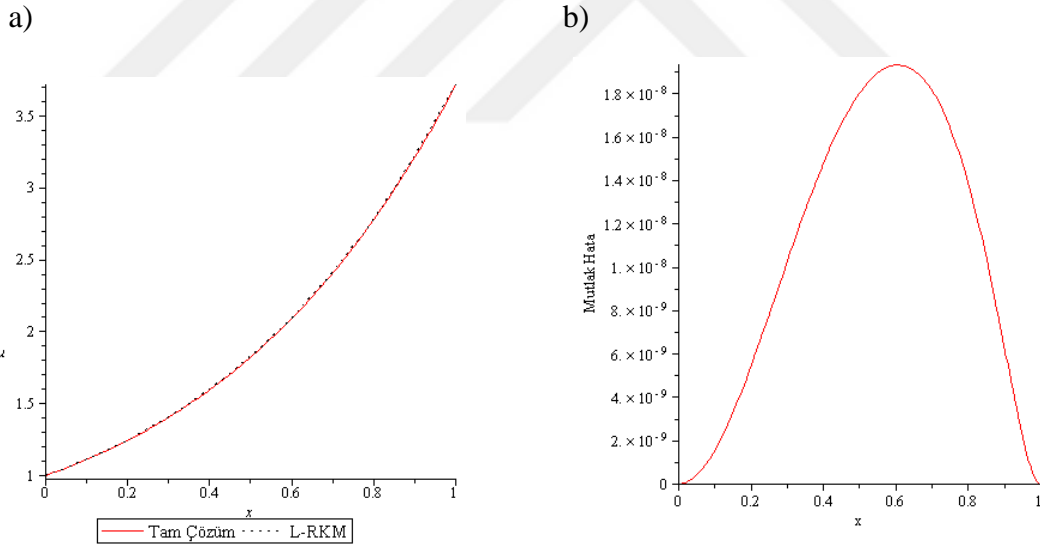 a)
b)
3.5
3
2.5
2
1.5
1
0 0.2 0.4 0.6 0.8 1
x
Tam Çözüm L-RKM
Mutlak Hata
1.8 × 10⁻⁸
1.6 × 10⁻⁸
1.4 × 10⁻⁸
1.2 × 10⁻⁸
1. × 10⁻⁸
8. × 10⁻⁹
6. × 10⁻⁹
4. × 10⁻⁹
2. × 10⁻⁹
0
0 0.2 0.4 0.6 0.8 1
x